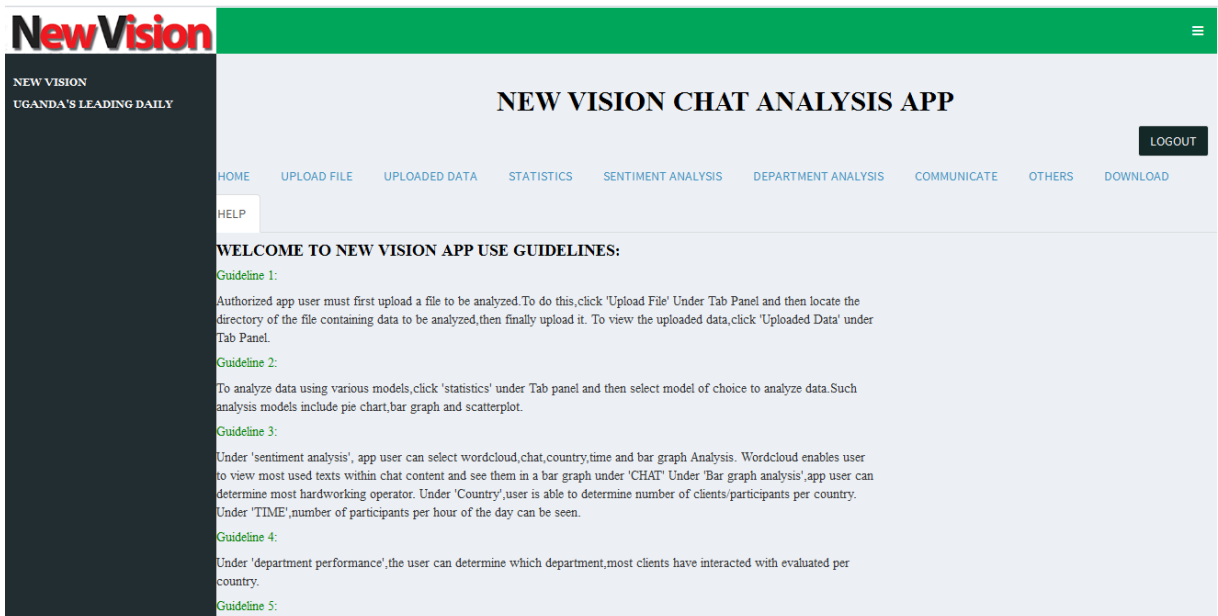 NewVision
NEW VISION
UGANDA'S LEADING DAILY
NEW VISION CHAT ANALYSIS APP
LOGOUT
HOME UPLOAD FILE UPLOADED DATA STATISTICS SENTIMENT ANALYSIS DEPARTMENT ANALYSIS COMMUNICATE OTHERS DOWNLOAD
HELP
WELCOME TO NEW VISION APP USE GUIDELINES:
Guideline 1:
Authorized app user must first upload a file to be analyzed.To do this,click 'Upload File' Under Tab Panel and then locate the
directory of the file containing data to be analyzed,then finally upload it. To view the uploaded data,click 'Uploaded Data' under
Tab Panel.
Guideline 2:
To analyze data using various models,click 'statistics' under Tab panel and then select model of choice to analyze data.Such
analysis models include pie chart,bar graph and scatterplot.
Guideline 3:
Under 'sentiment analysis', app user can select wordcloud,chat,country,time and bar graph Analysis. Wordcloud enables user
to view most used texts within chat content and see them in a bar graph under 'CHAT' Under 'Bar graph analysis',app user can
determine most hardworking operator. Under 'Country',user is able to determine number of clients/participants per country.
Under 'TIME',number of participants per hour of the day can be seen.
Guideline 4:
Under 'department performance',the user can determine which department,most clients have interacted with evaluated per
country.
Guideline 5: